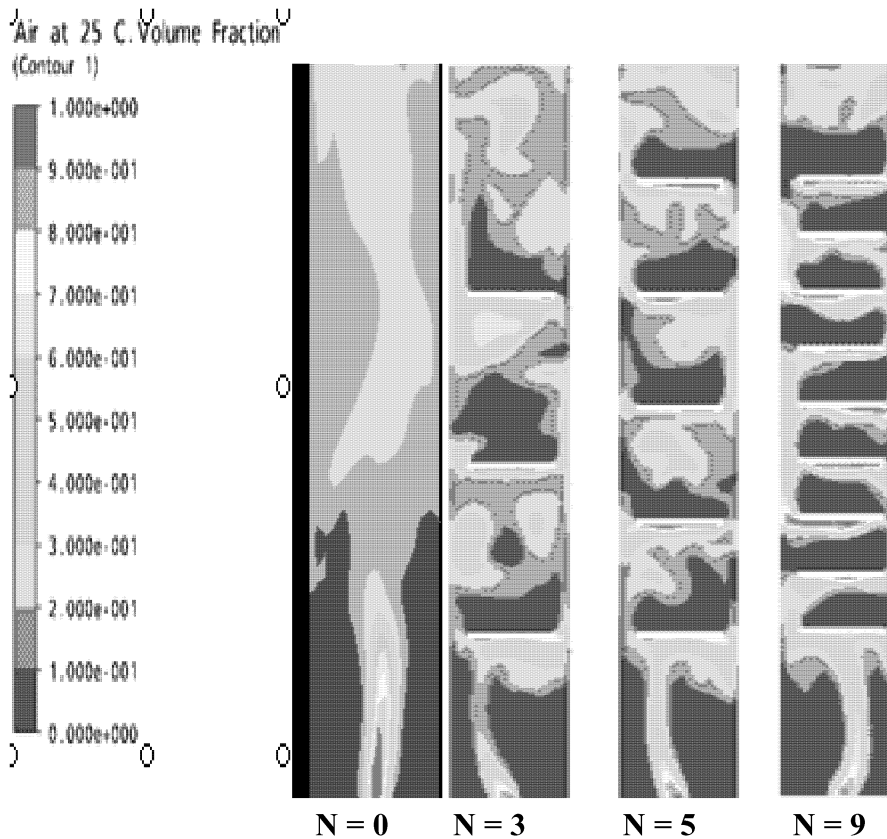 Air at 25 C.Volume Fraction
(Contour 1)
1.000e+000
9.000e-001
8.000e-001
7.000e-001
6.000e-001
5.000e-001
4.000e-001
3.000e-001
2.000e-001
1.000e-001
0.000e+000
N = 0 N = 3 N = 5 N = 9